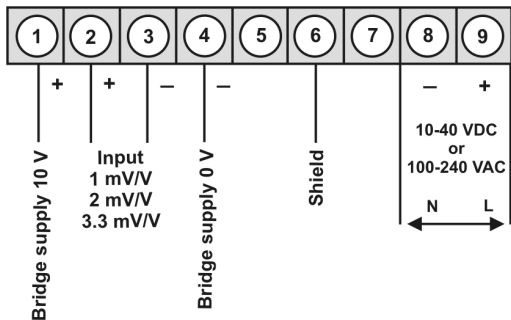 1 2 3 4 5 6 7 8 9
+ + – – – +
Bridge supply 10 V
Input
1 mV/V
2 mV/V
3.3 mV/V
Bridge supply 0 V
Shield
10-40 VDC
or
100-240 VAC
N L